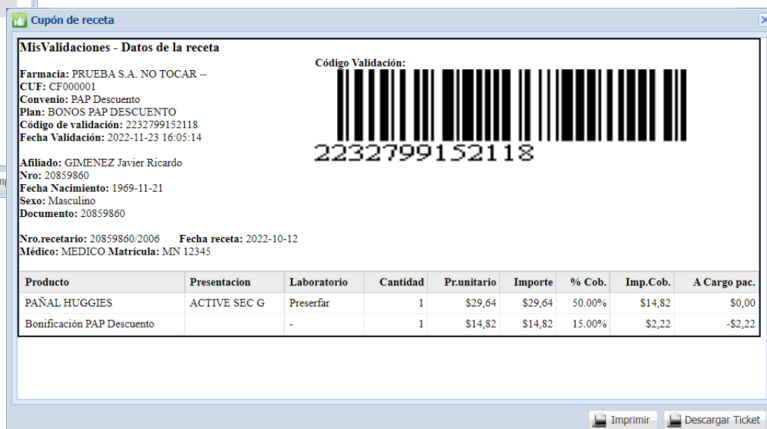 Cupón de receta
MisValidaciones - Datos de la receta
Código Validación:
Farmacia: PRUEBA S.A. NO TOCAR --
CUF: CF000001
Convenio: PAP Descuento
Plan: BONOS PAP DESCUENTO
Código de validación: 2232799152118
Fecha Validación: 2022-11-23 16:05:14
2232799152118
Afiliado: GIMENEZ Javier Ricardo
Nro: 20859860
Fecha Nacimiento: 1969-11-21
Sexo: Masculino
Documento: 20859860
Nro.recetario: 20859860/2006 Fecha receta: 2022-10-12
Médico: MEDICO Matrícula: MN 12345
Producto Presentacion Laboratorio Cantidad Pr.unitario Importe % Cob. Imp.Cob. A Cargo pac.
PAÑAL HUGGIES ACTIVE SEC G Preserfar 1 $29,64 $29,64 50.00% $14,82 $0,00
Bonificación PAP Descuento - 1 $14,82 $14,82 15.00% $2,22 -$2,22
Imprimir Descargar Ticket